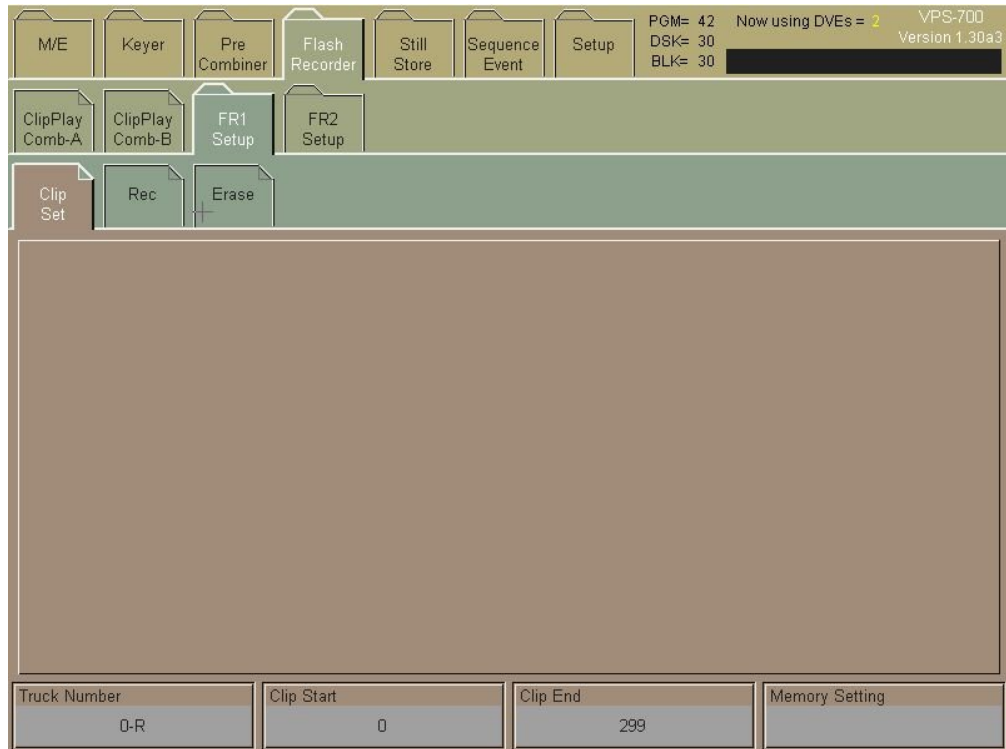 M/E
Keyer
Pre
Combiner
Flash
Recorder
Still
Store
Sequence
Event
Setup
PGM= 42
DSK= 30
BLK= 30
Now using DVEs = 2
VPS-700
Version 1.30a3
ClipPlay
Comb-A
ClipPlay
Comb-B
FR1
Setup
FR2
Setup
Clip
Set
Rec
Erase
Truck Number
0-R
Clip Start
0
Clip End
299
Memory Setting